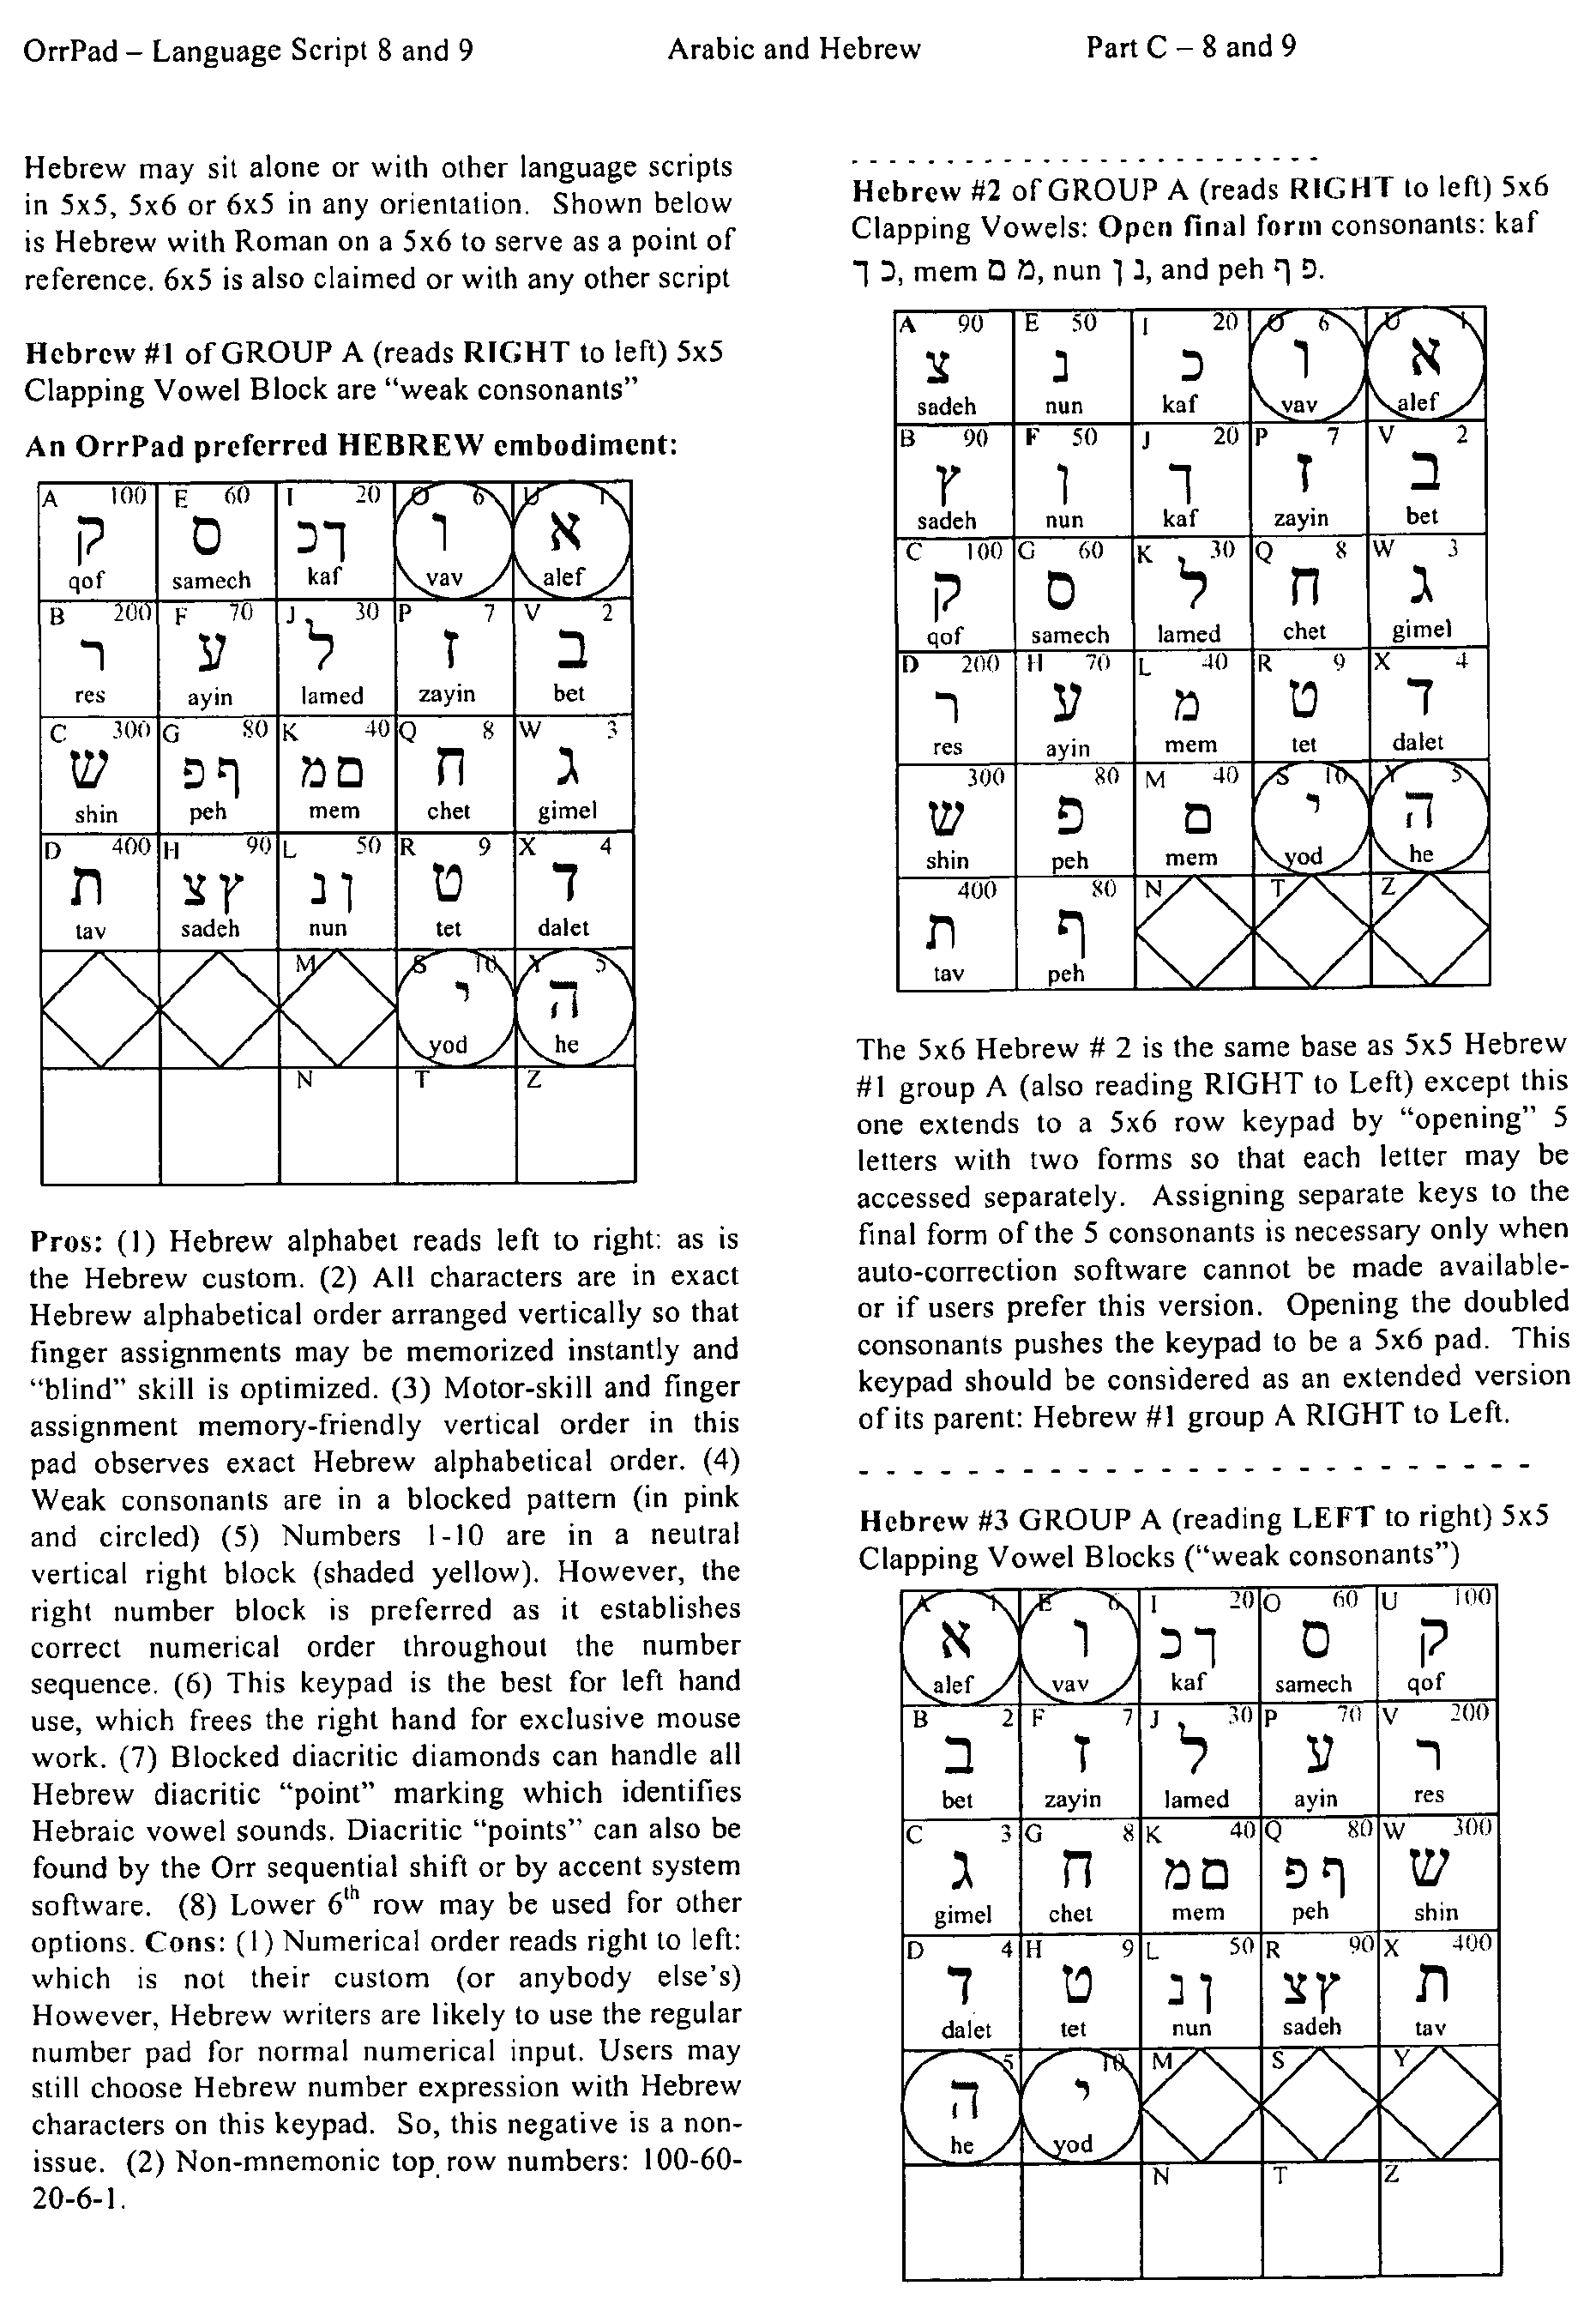 OrrPad – Language Script 8 and 9 Arabic and Hebrew Part C – 8 and 9
Hebrew may sit alone or with other language scripts
in 5x5, 5x6 or 6x5 in any orientation. Shown below
is Hebrew with Roman on a 5x6 to serve as a point of
reference. 6x5 is also claimed or with any other script
Hebrew #1 of GROUP A (reads RIGHT to left) 5x5
Clapping Vowel Block are “weak consonants”
An OrrPad preferred HEBREW embodiment:
A 100 E 60 I 20 O 6 U 1
ק ס כך ו א
qof samech kaf vav alef
B 200 F 70 J 30 P 7 V 2
ר ע ל ז ב
res ayin lamed zayin bet
C 300 G 80 K 40 Q 8 W 3
ש פף מם ח ג
shin peh mem chet gimel
D 400 H 90 L 50 R 9 X 4
ת צץ נן ט ד
tav sadeh nun tet dalet
M S 10 Y 5
י ה
yod he
N T Z
Pros: (1) Hebrew alphabet reads left to right: as is
the Hebrew custom. (2) All characters are in exact
Hebrew alphabetical order arranged vertically so that
finger assignments may be memorized instantly and
“blind” skill is optimized. (3) Motor-skill and finger
assignment memory-friendly vertical order in this
pad observes exact Hebrew alphabetical order. (4)
Weak consonants are in a blocked pattern (in pink
and circled) (5) Numbers 1-10 are in a neutral
vertical right block (shaded yellow). However, the
right number block is preferred as it establishes
correct numerical order throughout the number
sequence. (6) This keypad is the best for left hand
use, which frees the right hand for exclusive mouse
work. (7) Blocked diacritic diamonds can handle all
Hebrew diacritic “point” marking which identifies
Hebraic vowel sounds. Diacritic “points” can also be
found by the Orr sequential shift or by accent system
software. (8) Lower 6th row may be used for other
options. Cons: (1) Numerical order reads right to left:
which is not their custom (or anybody else’s)
However, Hebrew writers are likely to use the regular
number pad for normal numerical input. Users may
still choose Hebrew number expression with Hebrew
characters on this keypad. So, this negative is a non-
issue. (2) Non-mnemonic top row numbers: 100-60-
20-6-1.
Hebrew #2 of GROUP A (reads RIGHT to left) 5x6
Clapping Vowels: Open final form consonants: kaf
כ ך, mem מ ם, nun נ ן, and peh פ ף.
A 90 E 50 I 20 O 6 U 1
צ נ כ ו א
sadeh nun kaf vav alef
B 90 F 50 J 20 P 7 V 2
ץ ן ך ז ב
sadeh nun kaf zayin bet
C 100 G 60 K 30 Q 8 W 3
ק ס ל ח ג
qof samech lamed chet gimel
D 200 H 70 L 40 R 9 X 4
ר ע מ ט ד
res ayin mem tet dalet
300 80 M 40 S 10 Y 5
ש פ ם י ה
shin peh mem yod he
400 80 N T Z
ת ף
tav peh
The 5x6 Hebrew # 2 is the same base as 5x5 Hebrew
#1 group A (also reading RIGHT to Left) except this
one extends to a 5x6 row keypad by “opening” 5
letters with two forms so that each letter may be
accessed separately. Assigning separate keys to the
final form of the 5 consonants is necessary only when
auto-correction software cannot be made available-
or if users prefer this version. Opening the doubled
consonants pushes the keypad to be a 5x6 pad. This
keypad should be considered as an extended version
of its parent: Hebrew #1 group A RIGHT to Left.
Hebrew #3 GROUP A (reading LEFT to right) 5x5
Clapping Vowel Blocks (“weak consonants”)
A 1 E 6 I 20 O 60 U 100
א ו כך ס ק
alef vav kaf samech qof
B 2 F 7 J 30 P 70 V 200
ב ז ל ע ר
bet zayin lamed ayin res
C 3 G 8 K 40 Q 80 W 300
ג ח מם פף ש
gimel chet mem peh shin
D 4 H 9 L 50 R 90 X 400
ד ט נן צץ ת
dalet tet nun sadeh tav
5 10 M S Y
ה י
he yod
N T Z